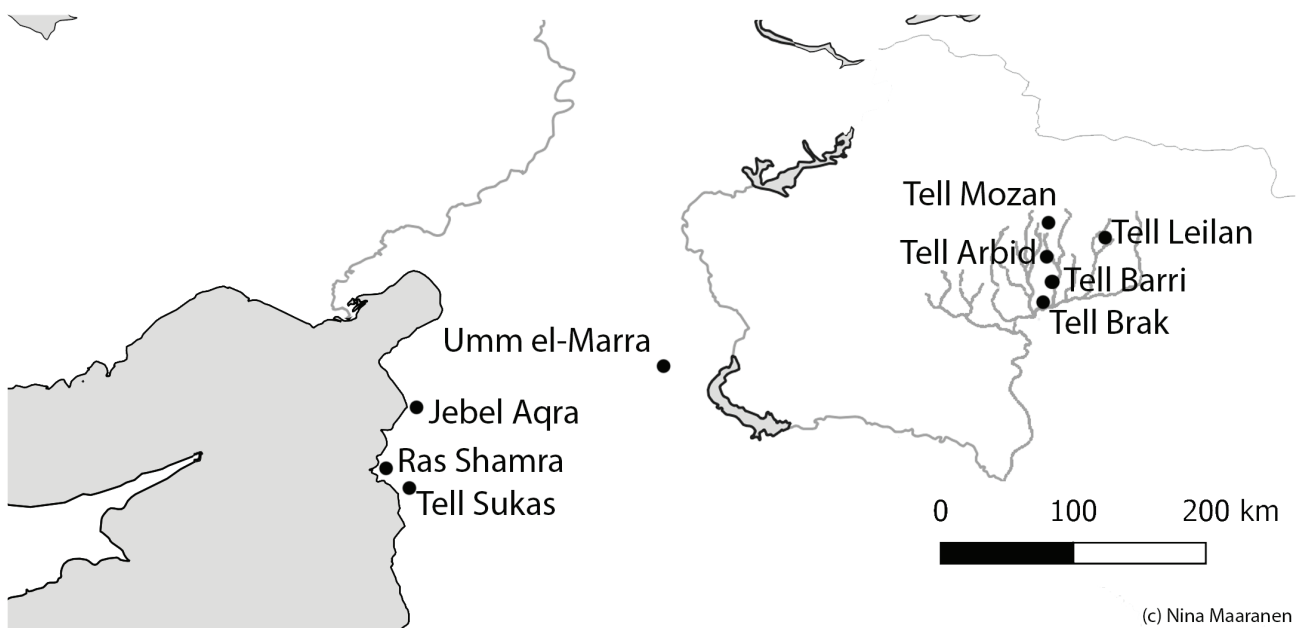 Tell Mozan
Tell Leilan
Tell Arbid
Tell Barri
Tell Brak
Umm el-Marra
Jebel Aqra
Ras Shamra
Tell Sukas
0 100 200 km
(c) Nina Maaranen